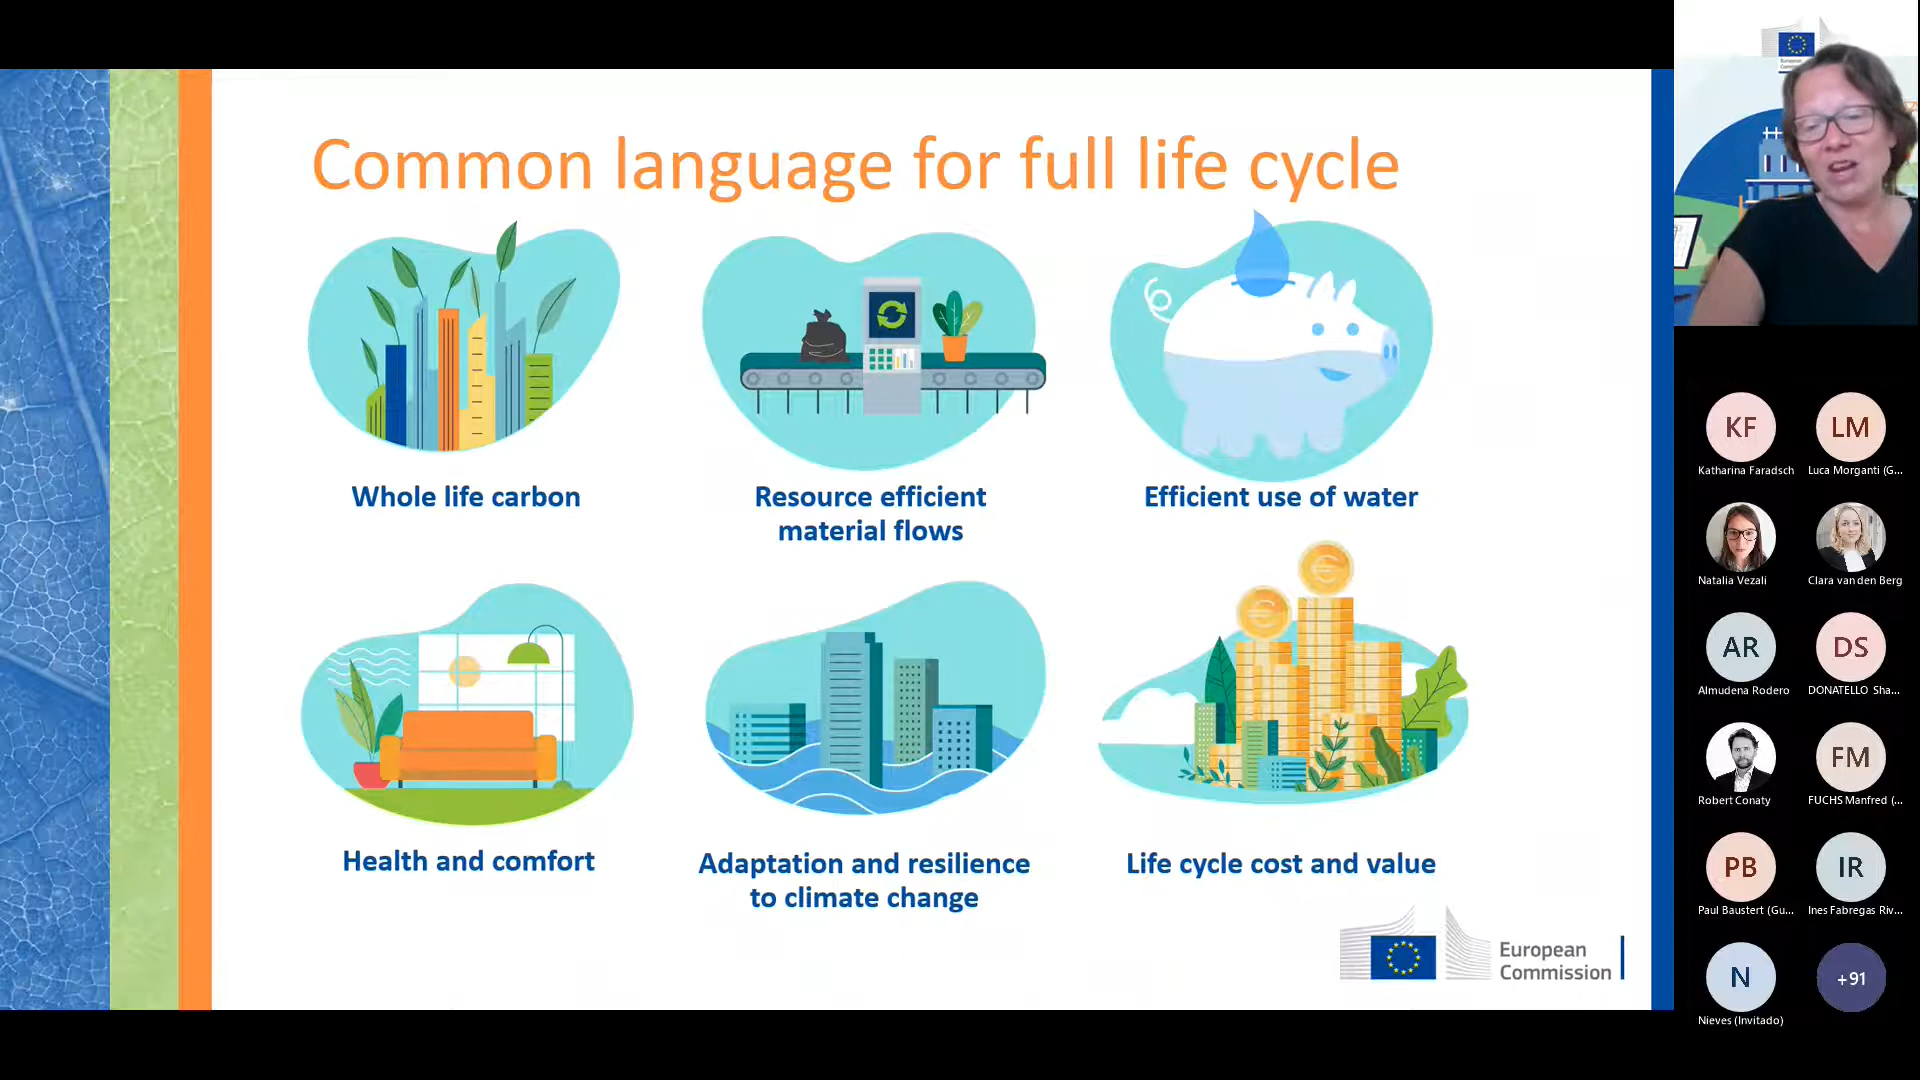 Common language for full life cycle
Whole life carbon
Resource efficient
material flows
Efficient use of water
Health and comfort
Adaptation and resilience
to climate change
Life cycle cost and value
European
Commission
European
KF
LM
Katharina Faradsch
Luca Morganti (G...
Natalia Vezali
Clara van den Berg
AR
DS
Almudena Rodero
DONATELLO Sha...
Robert Conaty
FM
FUCHS Manfred (...
PB
IR
Paul Baustert (Gu...
Ines Fabregas Riv...
N
+91
Nieves (Invitado)